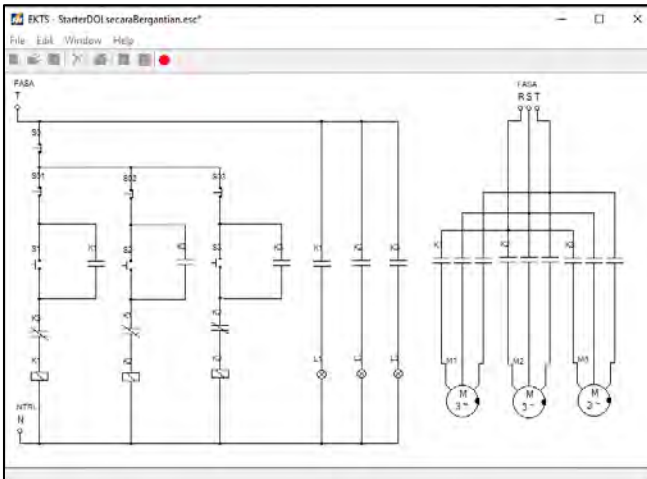 EKTS - StarterDOLsecaraBergantian.esc*
File Edit Window Help
FASA
T
FASA
R S T
S0
S01
S02
S03
S1
K1
S2
S3
K3
K1
K2
K3
K1
K2
K3
K3
K1
K2
K1
K2
K3
L1
L2
L3
M1
M2
M3
M
3~
M
3~
M
3~
NTRL
N